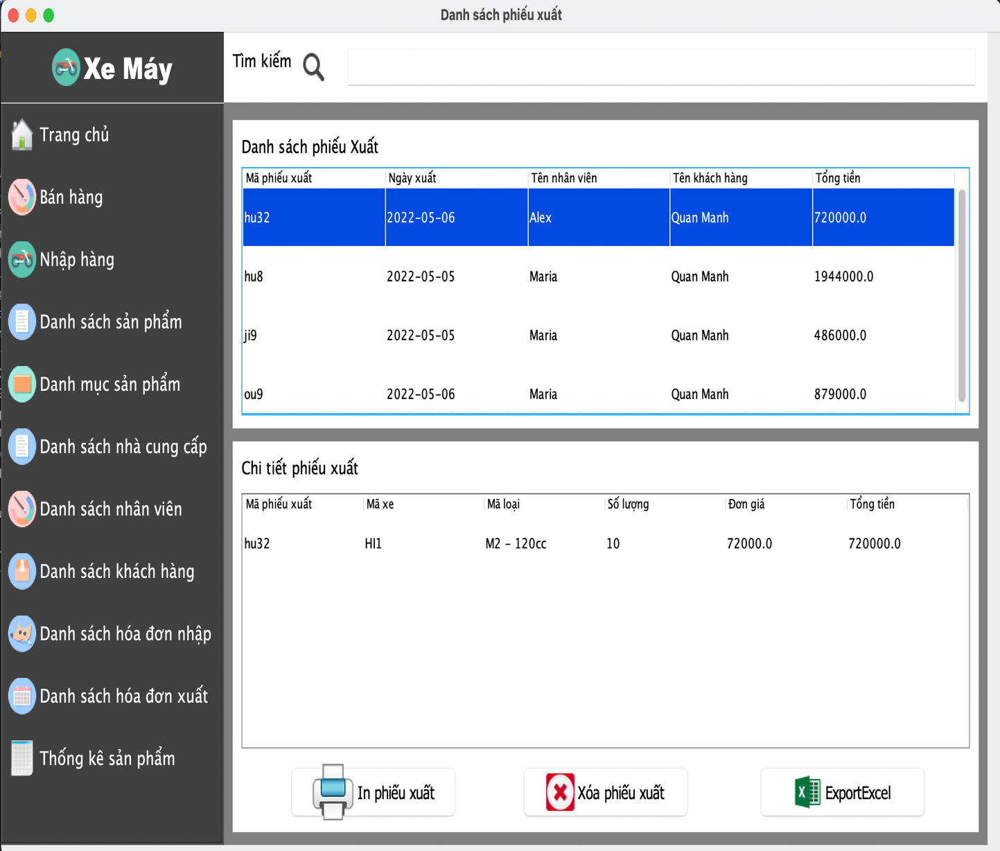 Danh sách phiếu xuất
Xe Máy
Tìm kiếm
Trang chủ
Bán hàng
Nhập hàng
Danh sách sản phẩm
Danh mục sản phẩm
Danh sách nhà cung cấp
Danh sách nhân viên
Danh sách khách hàng
Danh sách hóa đơn nhập
Danh sách hóa đơn xuất
Thống kê sản phẩm
Danh sách phiếu Xuất
Mã phiếu xuất Ngày xuất Tên nhân viên Tên khách hàng Tổng tiền
hu32 2022-05-06 Alex Quan Manh 720000.0
hu8 2022-05-05 Maria Quan Manh 1944000.0
ji9 2022-05-05 Maria Quan Manh 486000.0
ou9 2022-05-06 Maria Quan Manh 879000.0
Chi tiết phiếu xuất
Mã phiếu xuất Mã xe Mã loại Số lượng Đơn giá Tổng tiền
hu32 HI1 M2 - 120cc 10 72000.0 720000.0
In phiếu xuất Xóa phiếu xuất ExportExcel